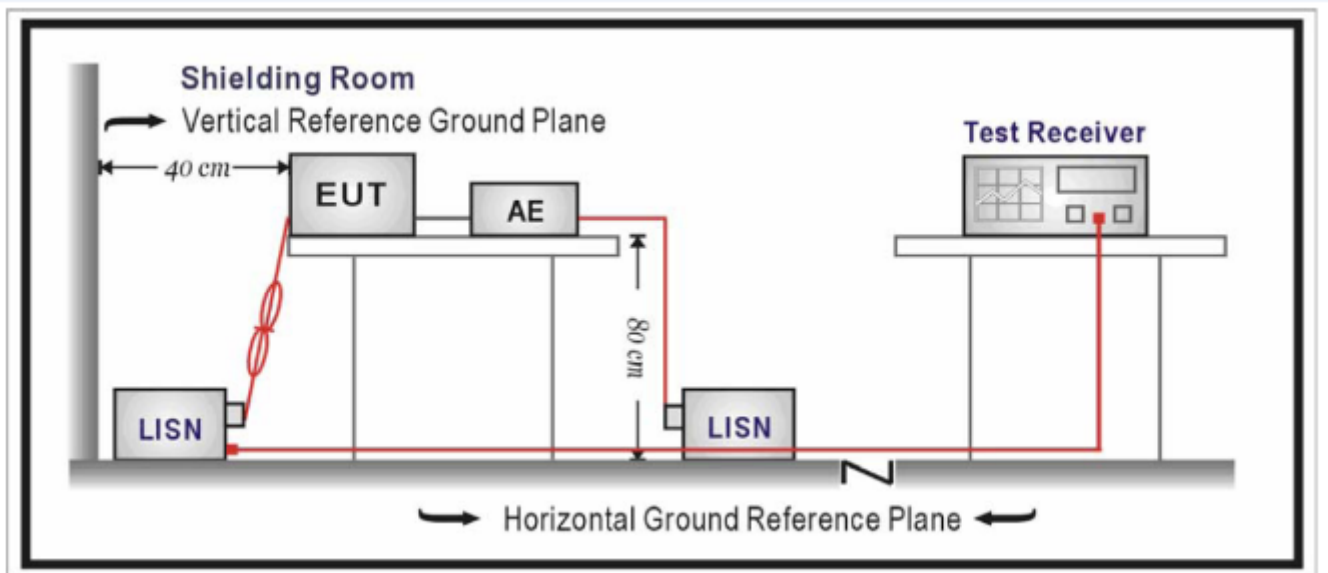 Shielding Room
Vertical Reference Ground Plane
Test Receiver
40 cm
EUT
AE
80 cm
LISN
LISN
Horizontal Ground Reference Plane